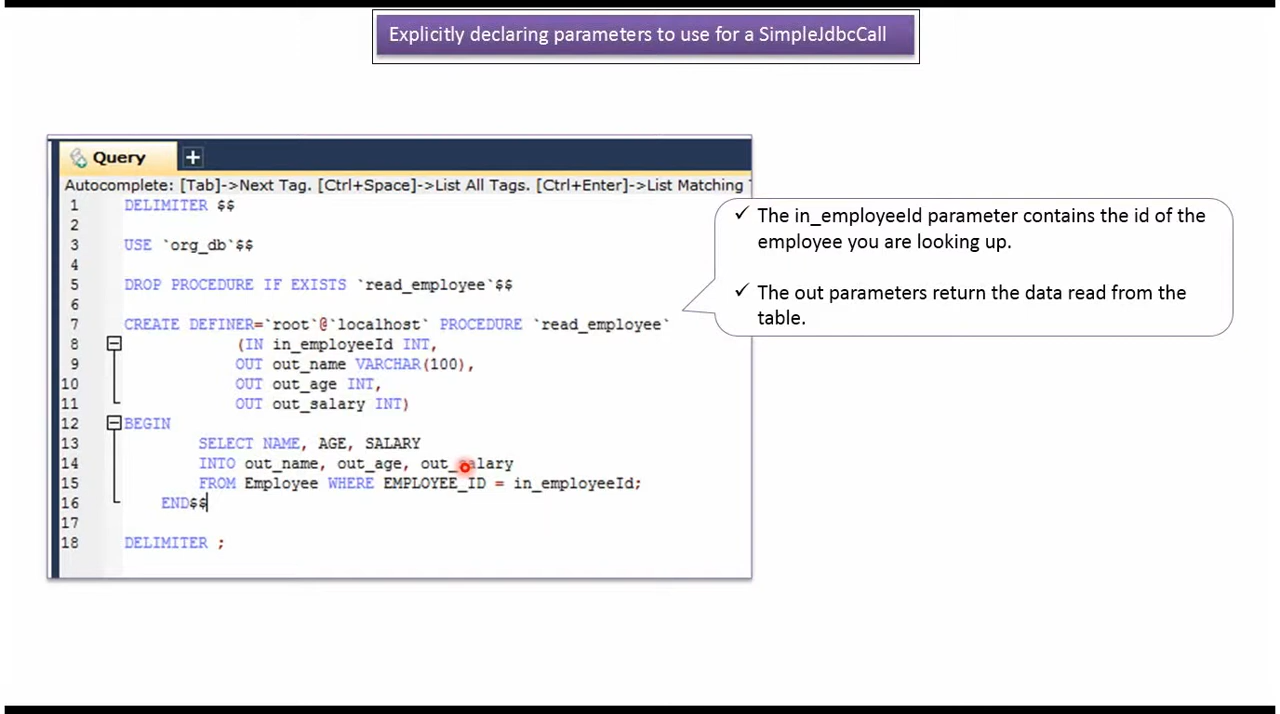 Explicitly declaring parameters to use for a SimpleJdbcCall
Query
Autocomplete: [Tab]->Next Tag. [Ctrl+Space]->List All Tags. [Ctrl+Enter]->List Matching
1 DELIMITER $$
2
3 USE `org_db`$$
4
5 DROP PROCEDURE IF EXISTS `read_employee`$$
6
7 CREATE DEFINER=`root`@`localhost` PROCEDURE `read_employee`
8 (IN in_employeeId INT,
9 OUT out_name VARCHAR(100),
10 OUT out_age INT,
11 OUT out_salary INT)
12 BEGIN
13 SELECT NAME, AGE, SALARY
14 INTO out_name, out_age, out_salary
15 FROM Employee WHERE EMPLOYEE_ID = in_employeeId;
16 END$$
17
18 DELIMITER ;
✓ The in_employeeId parameter contains the id of the
employee you are looking up.
✓ The out parameters return the data read from the
table.